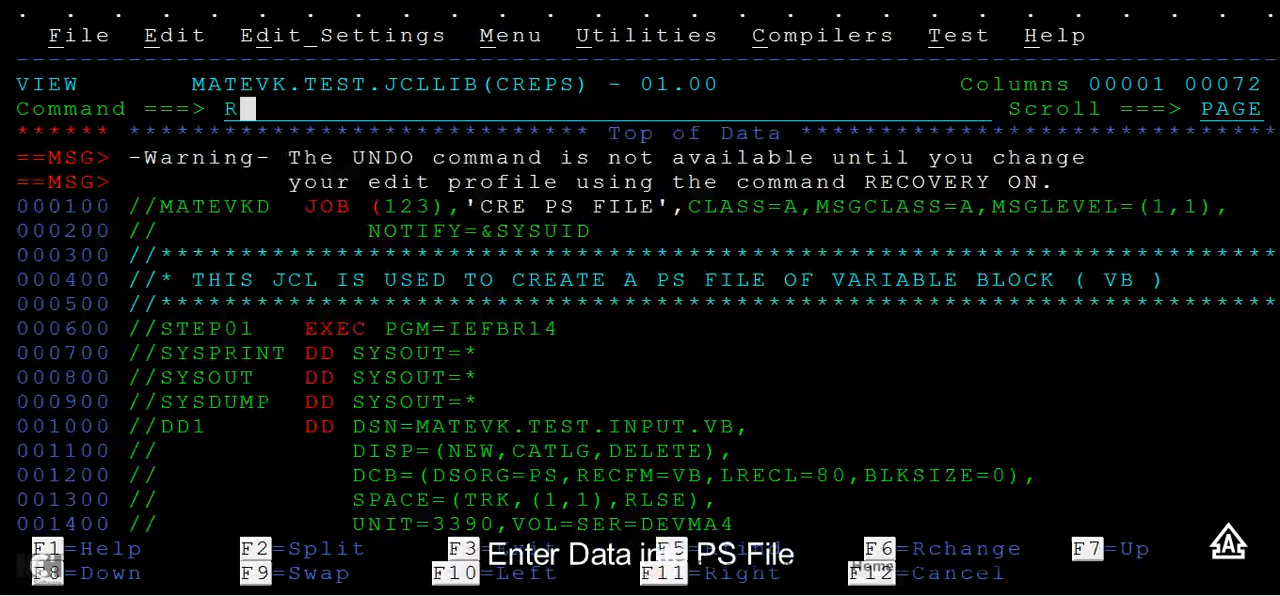 File Edit Edit_Settings Menu Utilities Compilers Test Help
VIEW MATEVK.TEST.JCLLIB(CREPS) - 01.00 Columns 00001 00072
Command ===> R Scroll ===> PAGE
****** ***************************** Top of Data ******************************
==MSG> -Warning- The UNDO command is not available until you change
==MSG> your edit profile using the command RECOVERY ON.
000100 //MATEVKD JOB (123),'CRE PS FILE',CLASS=A,MSGCLASS=A,MSGLEVEL=(1,1),
000200 // NOTIFY=&SYSUID
000300 //**********************************************************************
000400 //* THIS JCL IS USED TO CREATE A PS FILE OF VARIABLE BLOCK ( VB )
000500 //**********************************************************************
000600 //STEP01 EXEC PGM=IEFBR14
000700 //SYSPRINT DD SYSOUT=*
000800 //SYSOUT DD SYSOUT=*
000900 //SYSDUMP DD SYSOUT=*
001000 //DD1 DD DSN=MATEVK.TEST.INPUT.VB,
001100 // DISP=(NEW,CATLG,DELETE),
001200 // DCB=(DSORG=PS,RECFM=VB,LRECL=80,BLKSIZE=0),
001300 // SPACE=(TRK,(1,1),RLSE),
001400 // UNIT=3390,VOL=SER=DEVMA4
F1=Help F2=Split F3 F5 F6=Rchange F7=Up
Enter Data into PS File
F8=Down F9=Swap F10=Left F11=Right F12=Cancel
Home
A